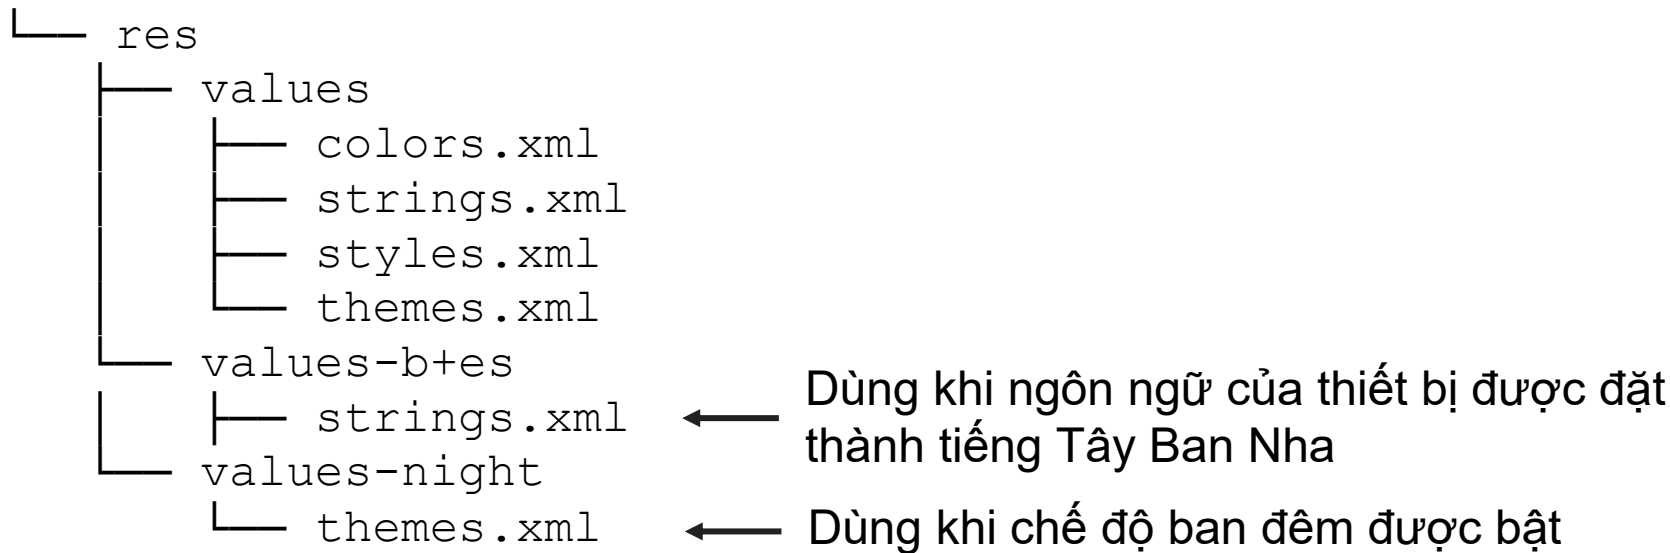 res
values
colors.xml
strings.xml
styles.xml
themes.xml
values-b+es
strings.xml
Dùng khi ngôn ngữ của thiết bị được đặt
thành tiếng Tây Ban Nha
values-night
themes.xml
Dùng khi chế độ ban đêm được bật